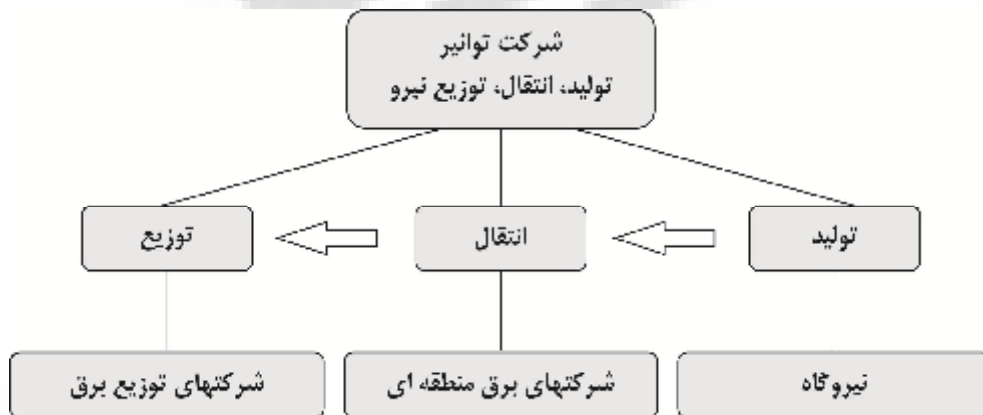 شرکت توانیر
تولید، انتقال، توزیع نیرو
تولید
انتقال
توزیع
نیروگاه
شرکتهای برق منطقه ای
شرکتهای توزیع برق